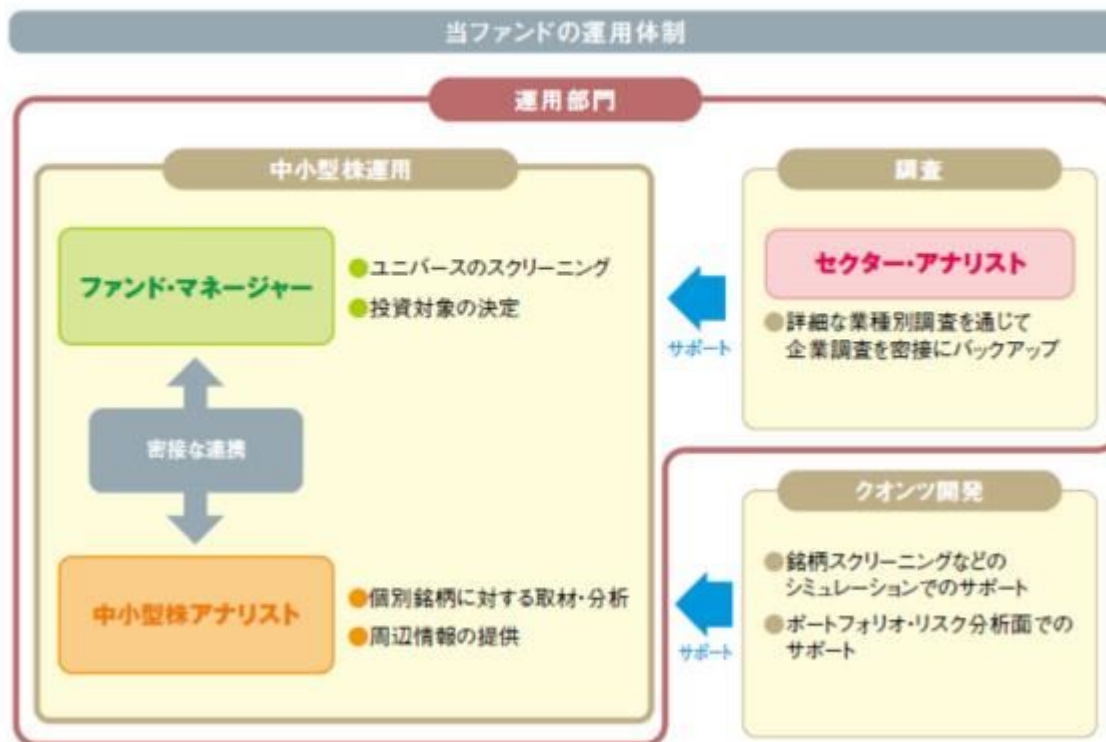 当ファンドの運用体制
運用部門
中小型株運用
ファンド・マネージャー
●ユニバースのスクリーニング
●投資対象の決定
密接な連携
中小型株アナリスト
●個別銘柄に対する取材・分析
●周辺情報の提供
サポート
調査
セクター・アナリスト
●詳細な業種別調査を通じて
企業調査を密接にバックアップ
サポート
クオンツ開発
●銘柄スクリーニングなどの
シミュレーションでのサポート
●ポートフォリオ・リスク分析面での
サポート